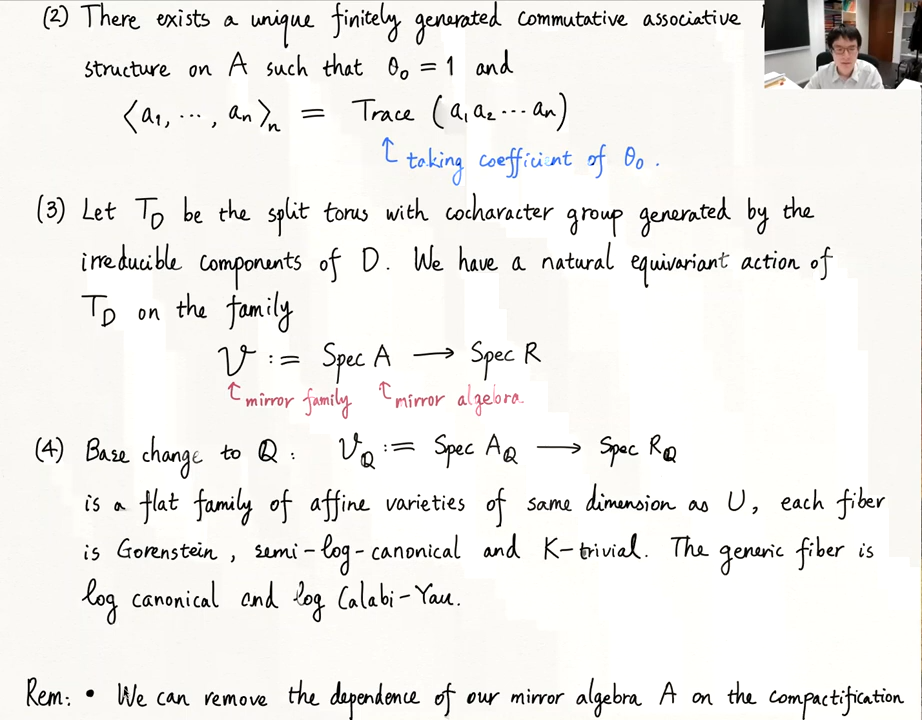 (2) There exists a unique finitely generated commutative associative
structure on A such that θ₀ = 1 and
⟨a₁, ⋯, aₙ⟩ₙ = Trace (a₁a₂⋯aₙ)
↑ taking coefficient of θ₀.
(3) Let T_D be the split torus with cocharacter group generated by the
irreducible components of D. We have a natural equivariant action of
T_D on the family
𝒱 := Spec A ⟶ Spec R
↑ mirror family ↑ mirror algebra.
(4) Base change to ℚ: 𝒱_ℚ := Spec A_ℚ ⟶ Spec R_ℚ
is a flat family of affine varieties of same dimension as U, each fiber
is Gorenstein, semi-log-canonical and K-trivial. The generic fiber is
log canonical and log Calabi-Yau.
Rem: • We can remove the dependence of our mirror algebra A on the compactification